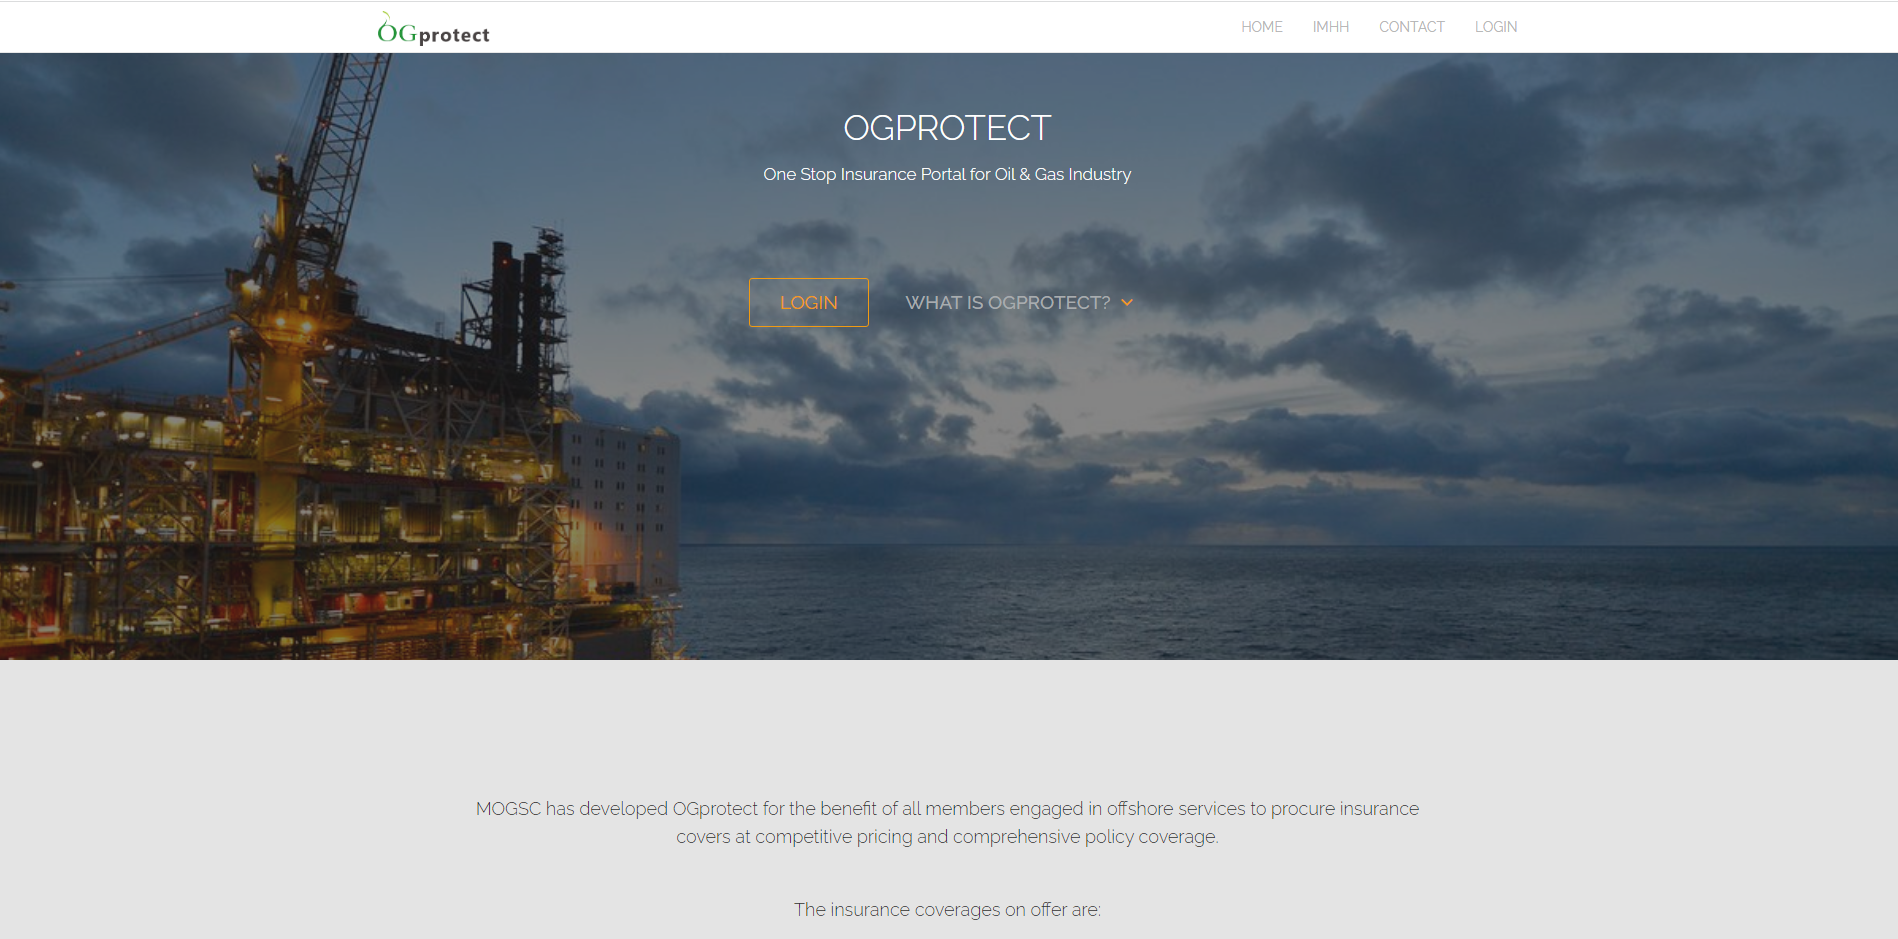 OGprotect
HOME IMHH CONTACT LOGIN
OGPROTECT
One Stop Insurance Portal for Oil & Gas Industry
LOGIN WHAT IS OGPROTECT?
MOGSC has developed OGprotect for the benefit of all members engaged in offshore services to procure insurance
covers at competitive pricing and comprehensive policy coverage.
The insurance coverages on offer are: